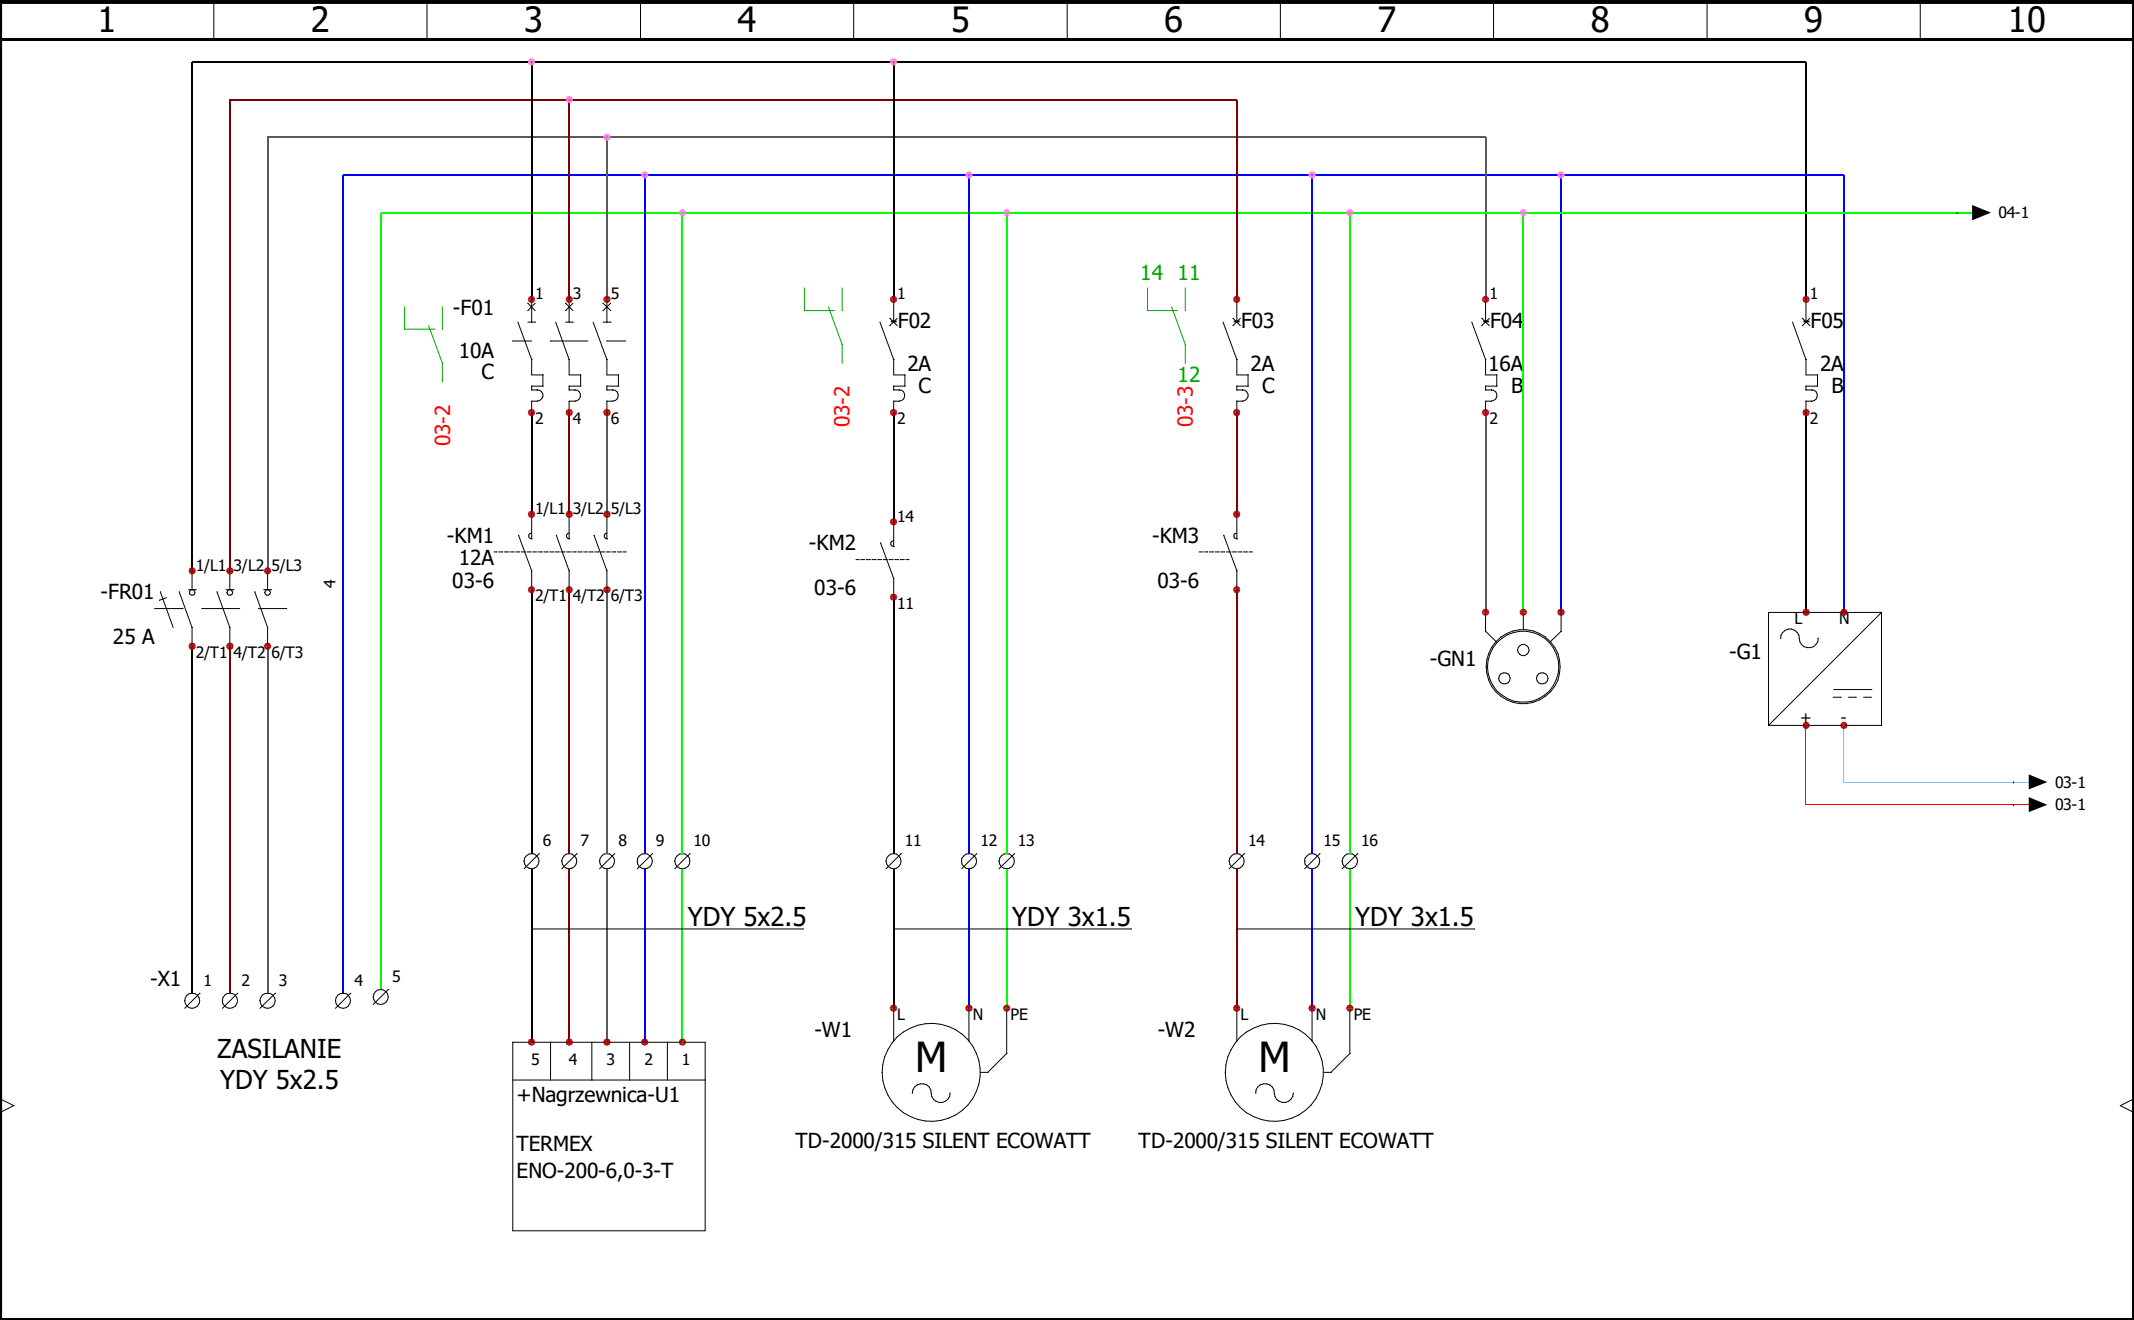 1 2 3 4 5 6 7 8 9 10
04-1
14 11
-F01 1 3 5
10A
C
2 4 6
03-2
1
F02
2A
C
2
03-2
F03
2A
C
12
03-3
1
F04
16A
B
2
1
F05
2A
B
2
1/L1 3/L2 5/L3
-KM1
12A
03-6
2/T1 4/T2 6/T3
14
-KM2
03-6
11
-KM3
03-6
1/L1 3/L2 5/L3
-FR01
25 A
2/T1 4/T2 6/T3
4
-GN1
L N
-G1
+ -
03-1
03-1
6 7 8 9 10
11 12 13
14 15 16
YDY 5x2.5
YDY 3x1.5
YDY 3x1.5
-X1 1 2 3 4 5
ZASILANIE
YDY 5x2.5
5 4 3 2 1
+Nagrzewnica-U1
TERMEX
ENO-200-6,0-3-T
L N PE
-W1
M
TD-2000/315 SILENT ECOWATT
L N PE
-W2
M
TD-2000/315 SILENT ECOWATT